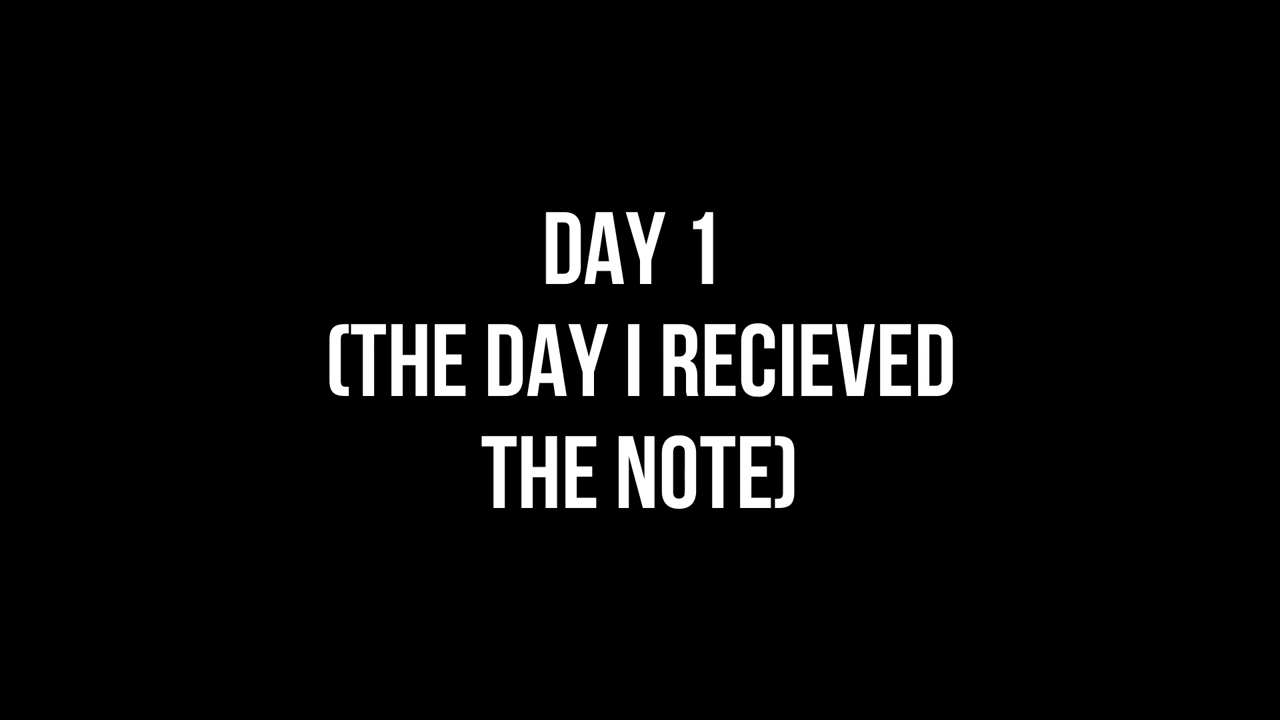 DAY 1
(THE DAY I RECIEVED
THE NOTE)